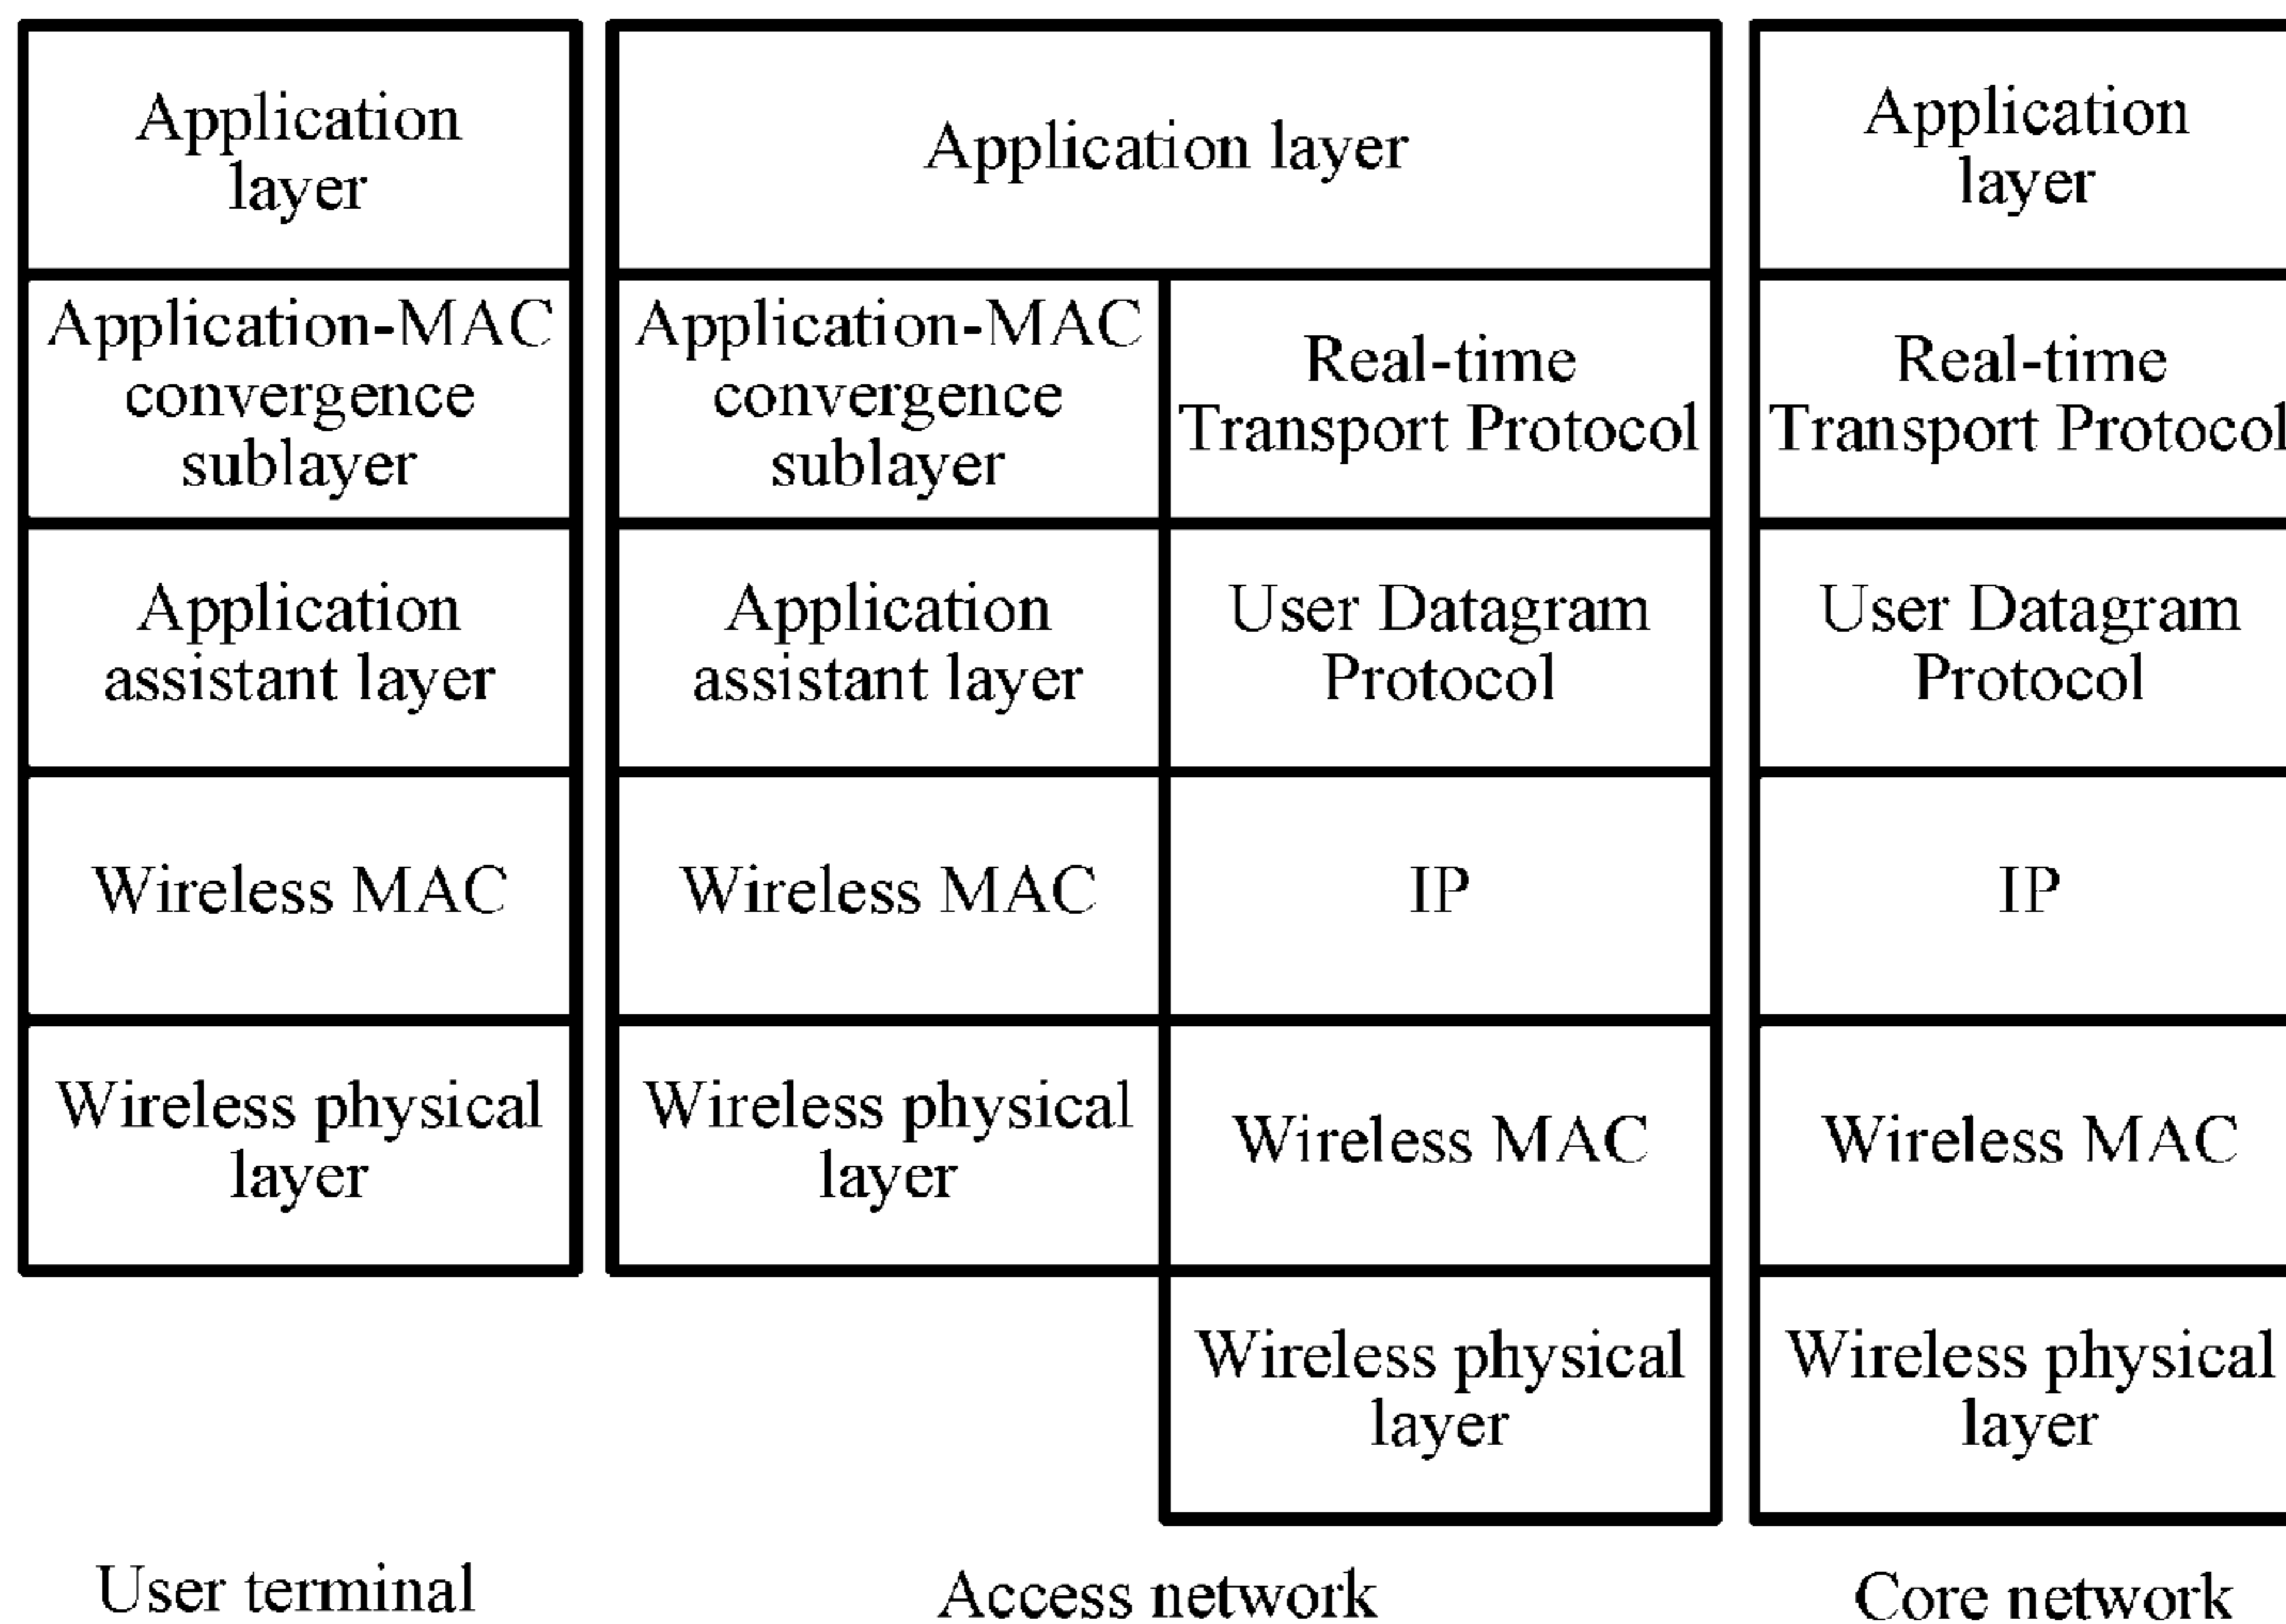 Application
layer
Application layer
Application
layer
Application-MAC
convergence
sublayer
Application-MAC
convergence
sublayer
Real-time
Transport Protocol
Real-time
Transport Protocol
Application
assistant layer
Application
assistant layer
User Datagram
Protocol
User Datagram
Protocol
Wireless MAC
Wireless MAC
IP
IP
Wireless physical
layer
Wireless physical
layer
Wireless MAC
Wireless MAC
Wireless physical
layer
Wireless physical
layer
User terminal
Access network
Core network